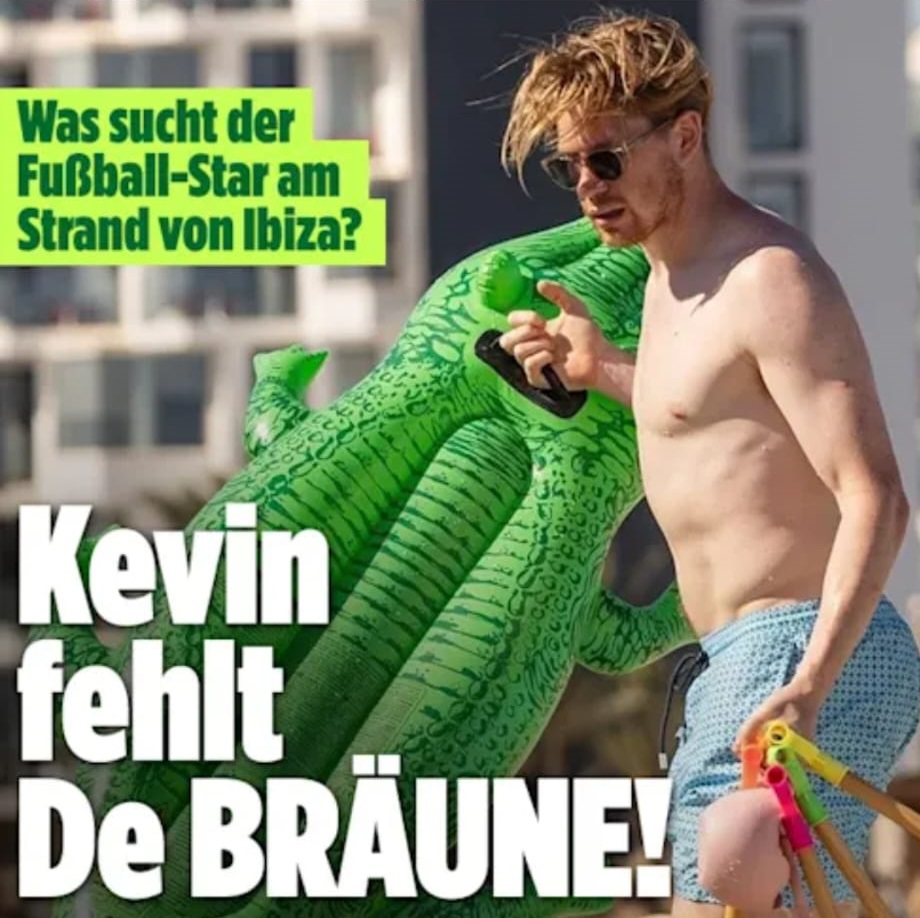 Was sucht der
Fußball-Star am
Strand von Ibiza?
Kevin
fehlt
De BRÄUNE!